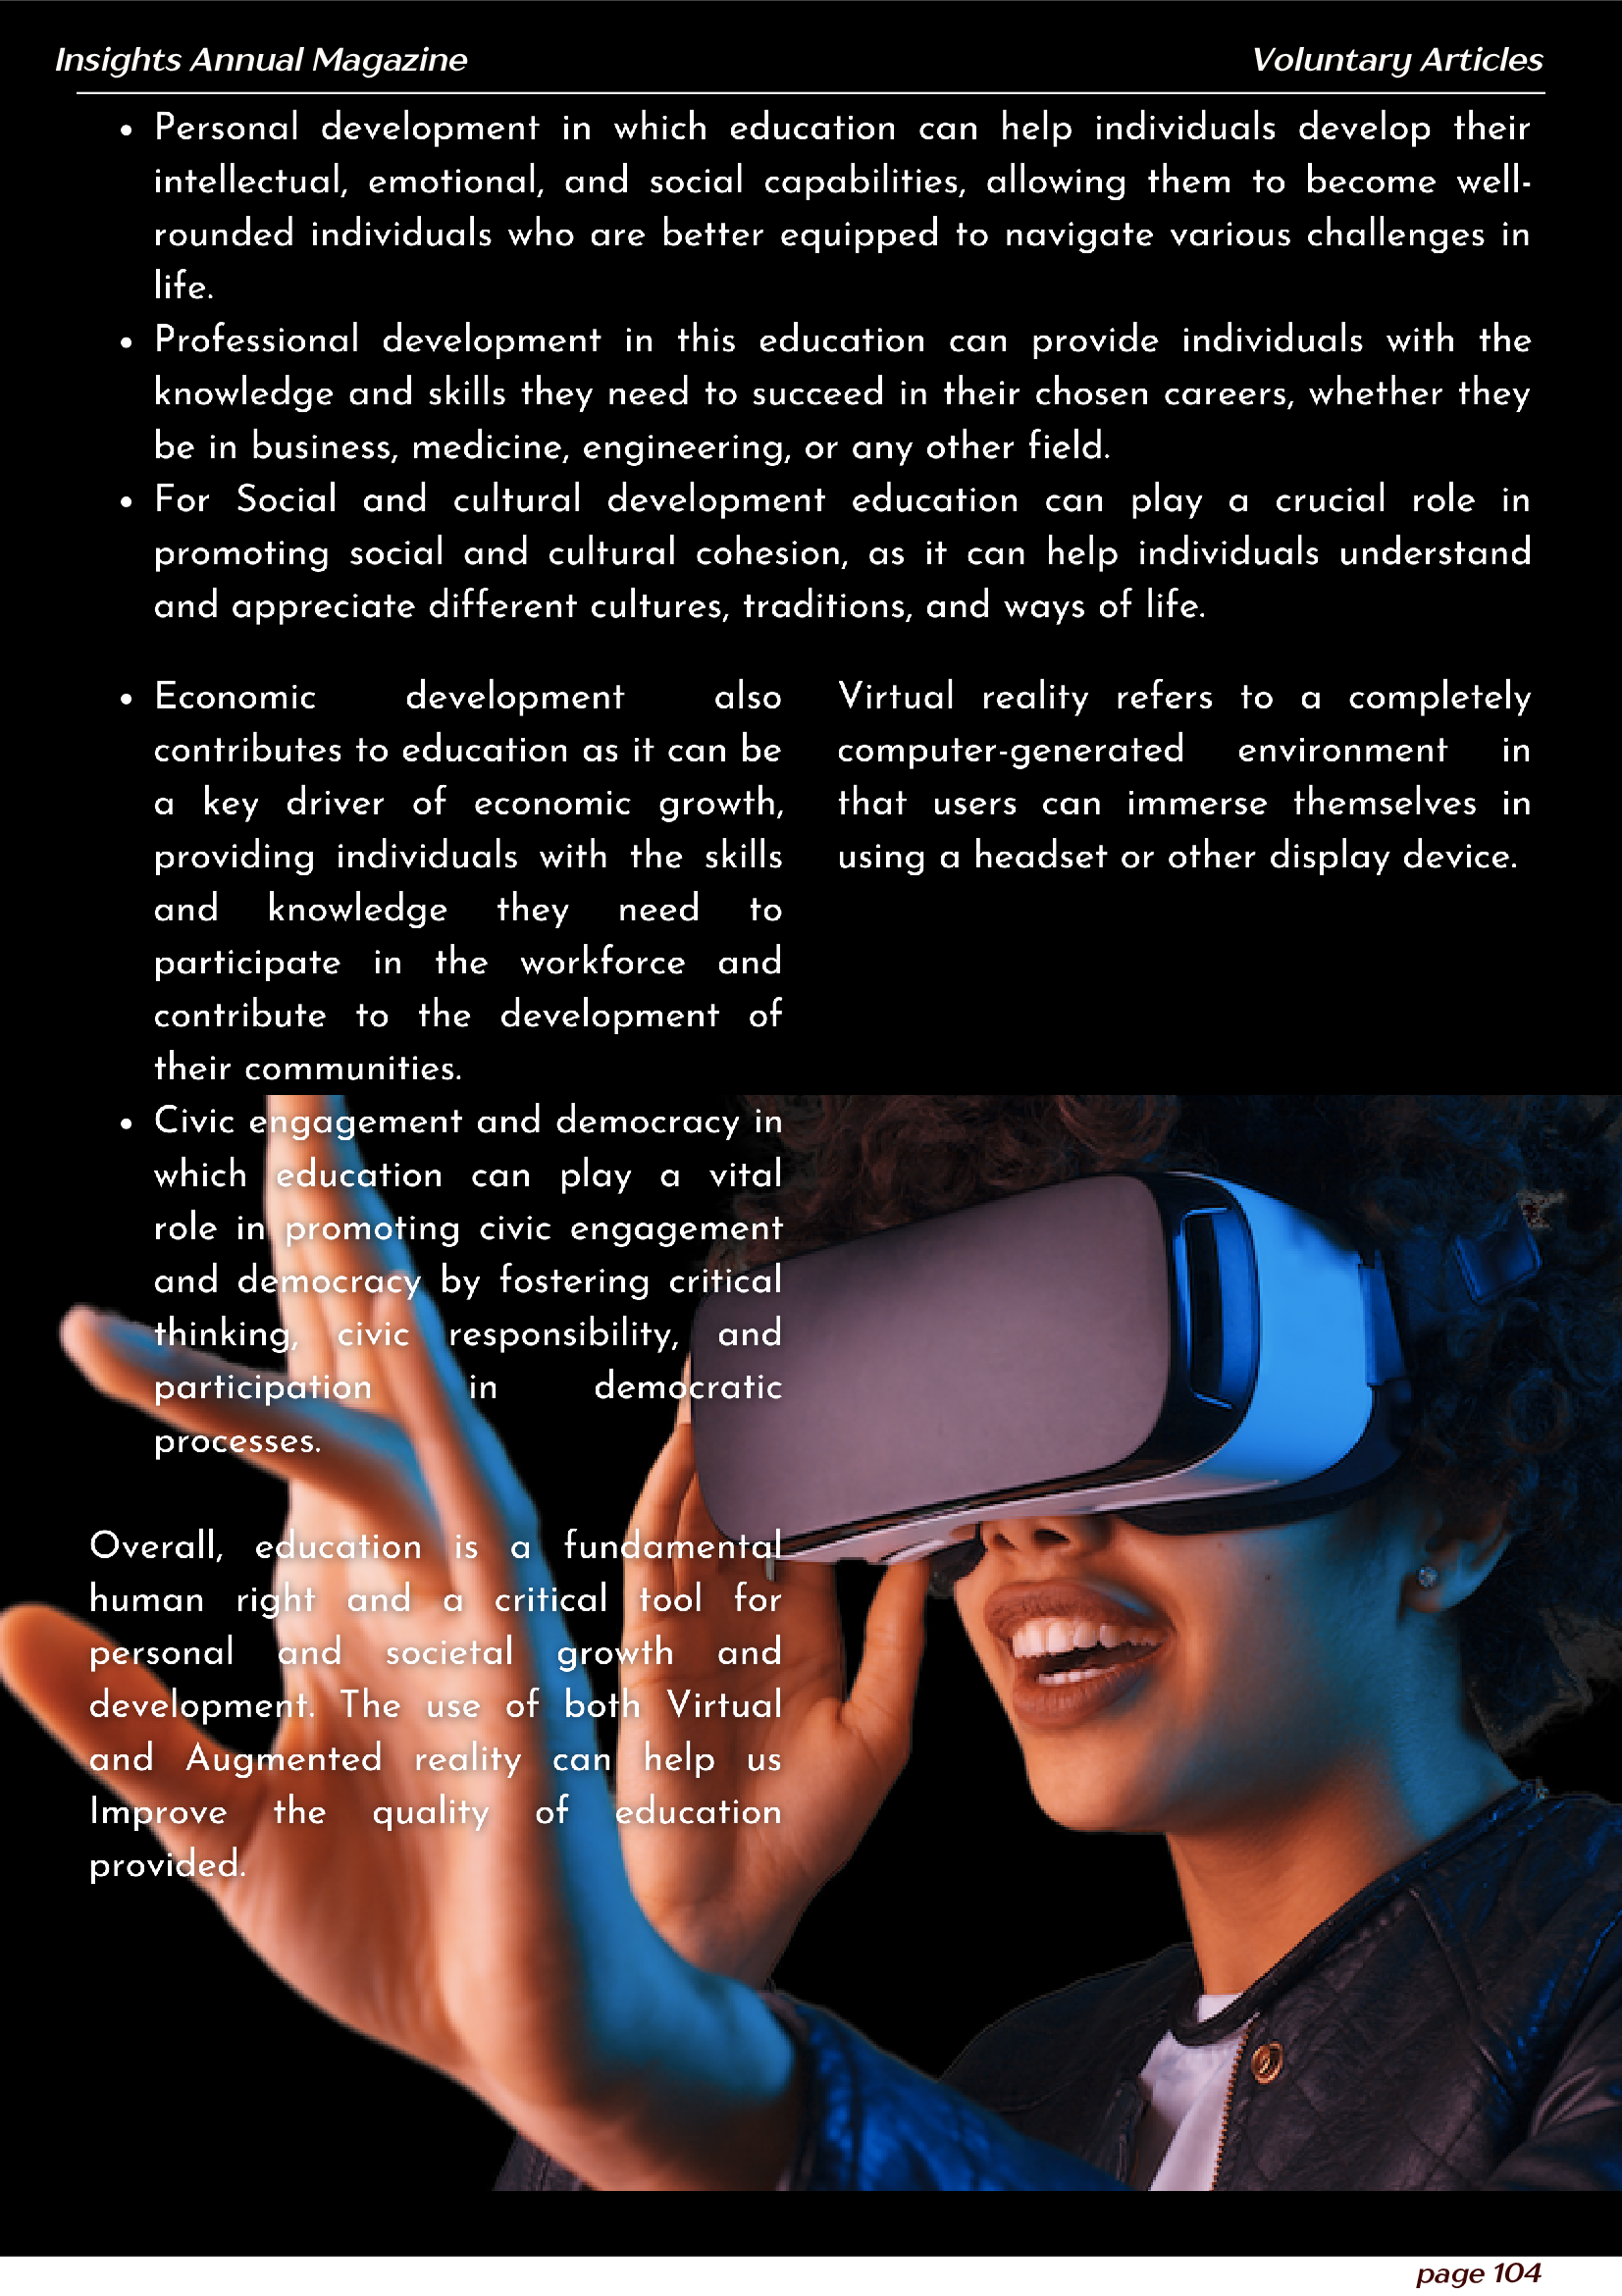 Insights Annual Magazine
Voluntary Articles
• Personal development in which education can help individuals develop their
intellectual, emotional, and social capabilities, allowing them to become well-
rounded individuals who are better equipped to navigate various challenges in
life.
• Professional development in this education can provide individuals with the
knowledge and skills they need to succeed in their chosen careers, whether they
be in business, medicine, engineering, or any other field.
• For Social and cultural development education can play a crucial role in
promoting social and cultural cohesion, as it can help individuals understand
and appreciate different cultures, traditions, and ways of life.
• Economic development also
contributes to education as it can be
a key driver of economic growth,
providing individuals with the skills
and knowledge they need to
participate in the workforce and
contribute to the development of
their communities.
• Civic engagement and democracy in
which education can play a vital
role in promoting civic engagement
and democracy by fostering critical
thinking, civic responsibility, and
participation in democratic
processes.
Overall, education is a fundamental
human right and a critical tool for
personal and societal growth and
development. The use of both Virtual
and Augmented reality can help us
Improve the quality of education
provided.
Virtual reality refers to a completely
computer-generated environment in
that users can immerse themselves in
using a headset or other display device.
page 104